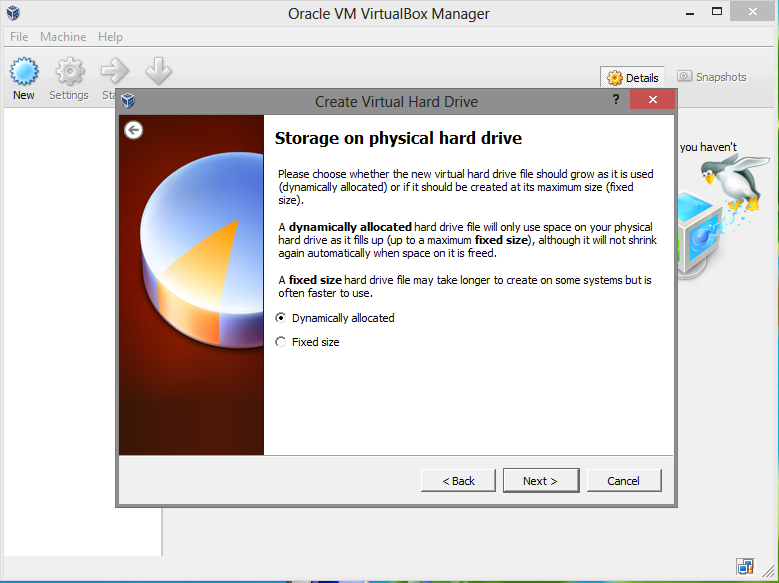 Oracle VM VirtualBox Manager
File Machine Help
New Settings
Details Snapshots
Create Virtual Hard Drive
?
you haven't
Storage on physical hard drive
Please choose whether the new virtual hard drive file should grow as it is used
(dynamically allocated) or if it should be created at its maximum size (fixed
size).
A dynamically allocated hard drive file will only use space on your physical
hard drive as it fills up (up to a maximum fixed size), although it will not shrink
again automatically when space on it is freed.
A fixed size hard drive file may take longer to create on some systems but is
often faster to use.
Dynamically allocated
Fixed size
< Back Next > Cancel